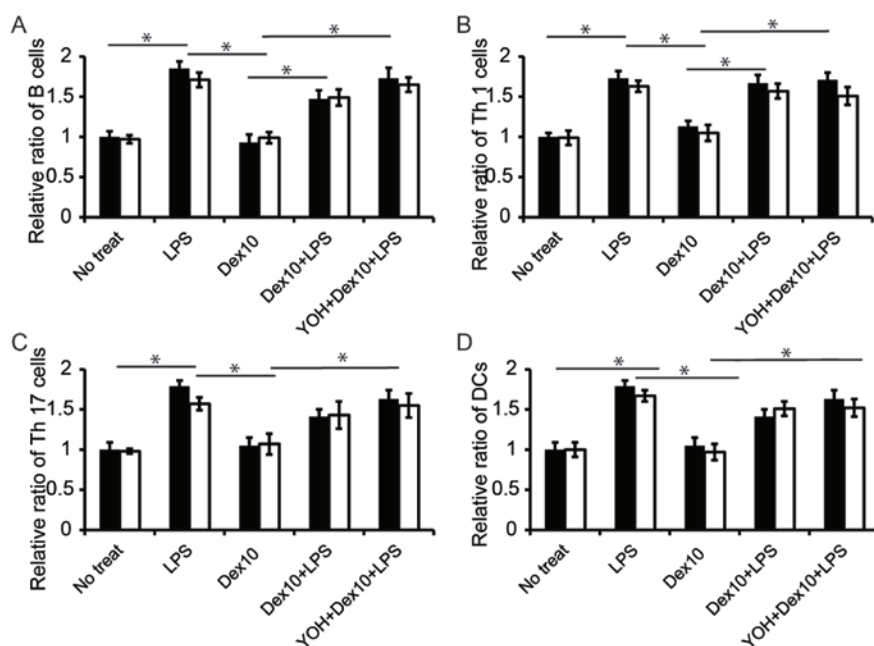 A
Relative ratio of B cells
2
1.5
1
0.5
0
* * * *
No treat
LPS
Dex10
Dex10+LPS
YOH+Dex10+LPS
B
Relative ratio of Th 1 cells
2
1.5
1
0.5
0
* * * *
No treat
LPS
Dex10
Dex10+LPS
YOH+Dex10+LPS
C
Relative ratio of Th 17 cells
2
1.5
1
0.5
0
* * *
No treat
LPS
Dex10
Dex10+LPS
YOH+Dex10+LPS
D
Relative ratio of DCs
2
1.5
1
0.5
0
* * *
No treat
LPS
Dex10
Dex10+LPS
YOH+Dex10+LPS